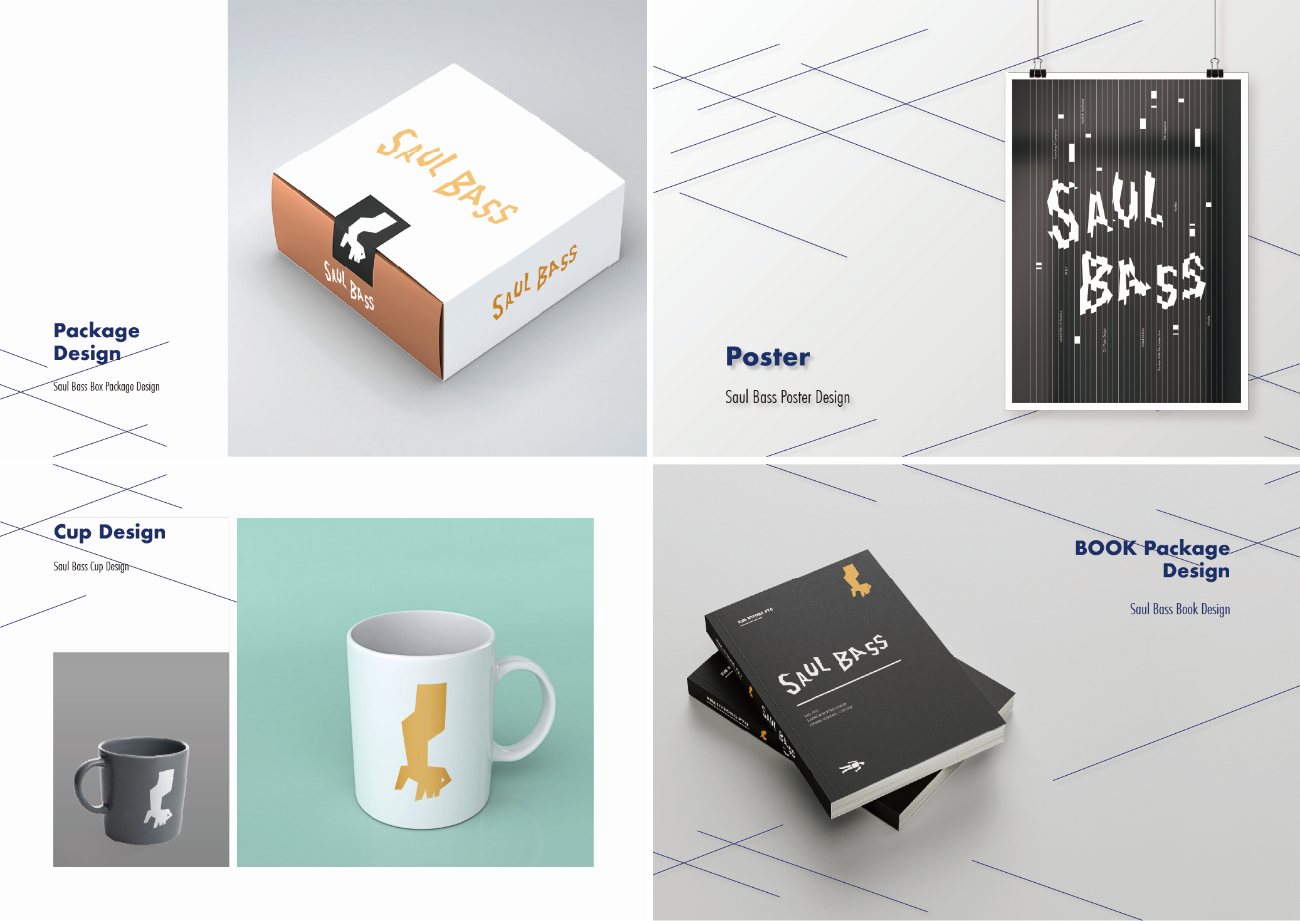 SAUL BASS
SAUL BASS
SAUL BASS
Package
Design
Saul Bass Box Package Design
SAUL
BASS
Poster
Saul Bass Poster Design
Cup Design
Saul Bass Cup Design
BOOK Package
Design
Saul Bass Book Design
SAUL BASS